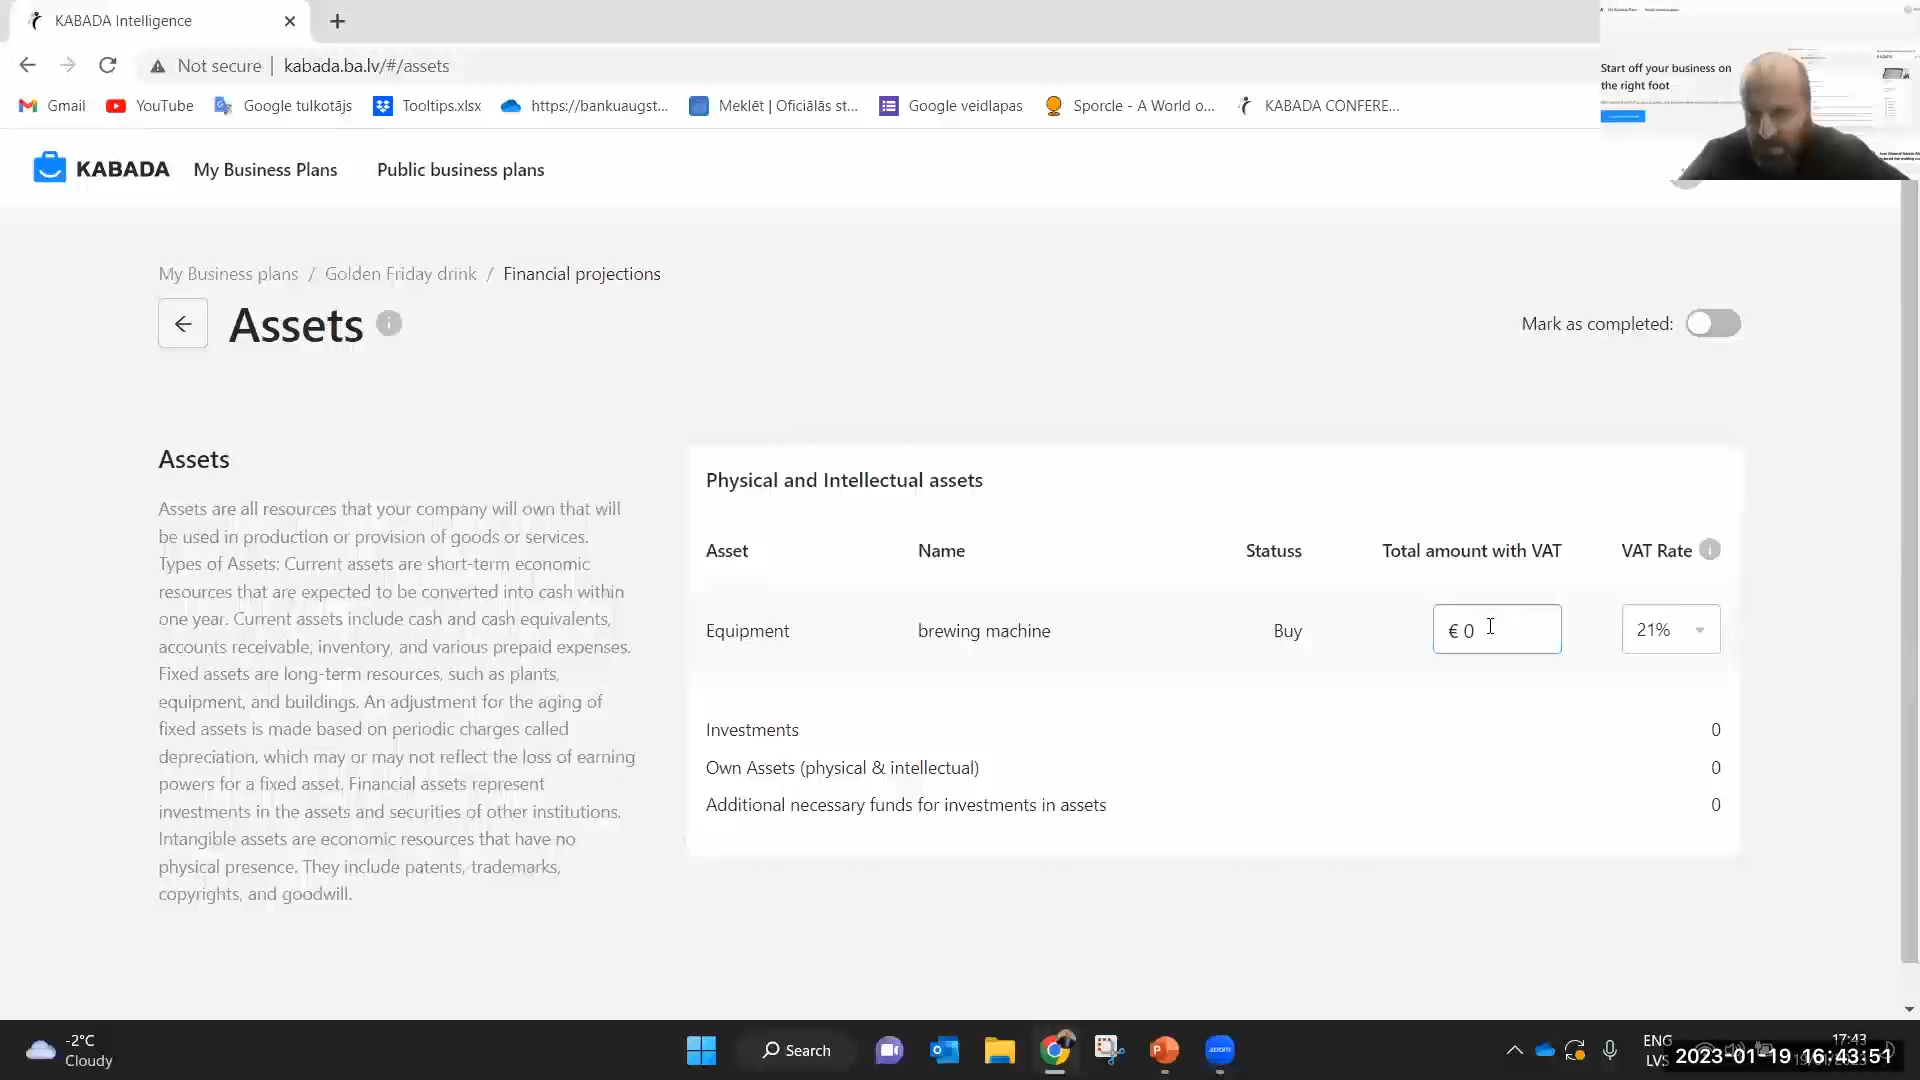 KABADA Intelligence
Not secure
kabada.ba.lv/#/assets
Gmail
YouTube
Google tulkotājs
Tooltips.xlsx
https://bankuaugst...
Meklēt | Oficiālās st...
Google veidlapas
Sporcle - A World o...
KABADA CONFERE...
Start off your business on
the right foot
KABADA
My Business Plans
Public business plans
My Business plans / Golden Friday drink / Financial projections
Assets
Mark as completed:
Assets
Assets are all resources that your company will own that will
be used in production or provision of goods or services.
Types of Assets: Current assets are short-term economic
resources that are expected to be converted into cash within
one year. Current assets include cash and cash equivalents,
accounts receivable, inventory, and various prepaid expenses.
Fixed assets are long-term resources, such as plants,
equipment, and buildings. An adjustment for the aging of
fixed assets is made based on periodic charges called
depreciation, which may or may not reflect the loss of earning
powers for a fixed asset. Financial assets represent
investments in the assets and securities of other institutions.
Intangible assets are economic resources that have no
physical presence. They include patents, trademarks,
copyrights, and goodwill.
Physical and Intellectual assets
Asset Name Statuss Total amount with VAT VAT Rate
Equipment brewing machine Buy € 0 21%
Investments 0
Own Assets (physical & intellectual) 0
Additional necessary funds for investments in assets 0
-2°C
Cloudy
Search
zoom
ENG
LVS
17:43
2023-01-19 16:43:51